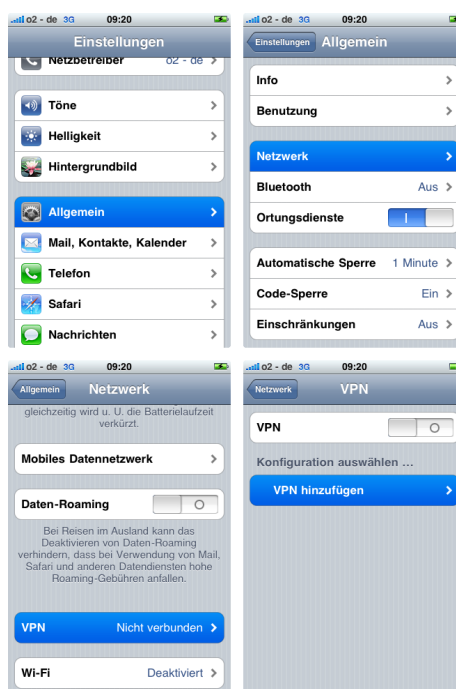 o2 - de 3G 09:20
Einstellungen
Netzbetreiber o2 - de
Töne
Helligkeit
Hintergrundbild
Allgemein
Mail, Kontakte, Kalender
Telefon
Safari
Nachrichten
o2 - de 3G 09:20
Einstellungen Allgemein
Info
Benutzung
Netzwerk
Bluetooth Aus
Ortungsdienste
Automatische Sperre 1 Minute
Code-Sperre Ein
Einschränkungen Aus
o2 - de 3G 09:20
Allgemein Netzwerk
gleichzeitig wird u. U. die Batterielaufzeit
verkürzt.
Mobiles Datennetzwerk
Daten-Roaming
Bei Reisen im Ausland kann das
Deaktivieren von Daten-Roaming
verhindern, dass bei Verwendung von Mail,
Safari und anderen Datendiensten hohe
Roaming-Gebühren anfallen.
VPN Nicht verbunden
Wi-Fi Deaktiviert
o2 - de 3G 09:20
Netzwerk VPN
VPN
Konfiguration auswählen ...
VPN hinzufügen